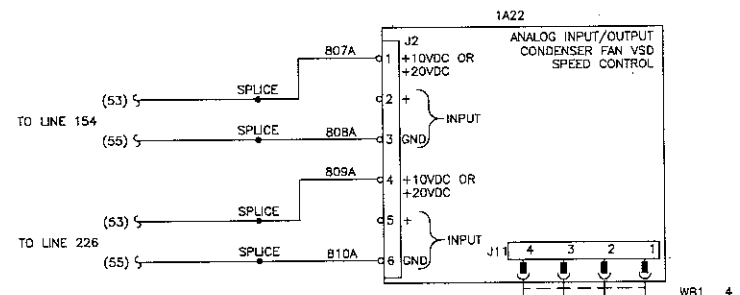 1A22
ANALOG INPUT/OUTPUT
CONDENSER FAN VSD
SPEED CONTROL
J2
807A
1 +10VDC OR
+20VDC
(53) SPLICE
2 +
INPUT
TO LINE 154
(55) SPLICE 808A
3 GND
809A
4 +10VDC OR
+20VDC
(53) SPLICE
5 +
INPUT
TO LINE 226
(55) SPLICE 810A
6 GND
J11 4 3 2 1
WB1 4